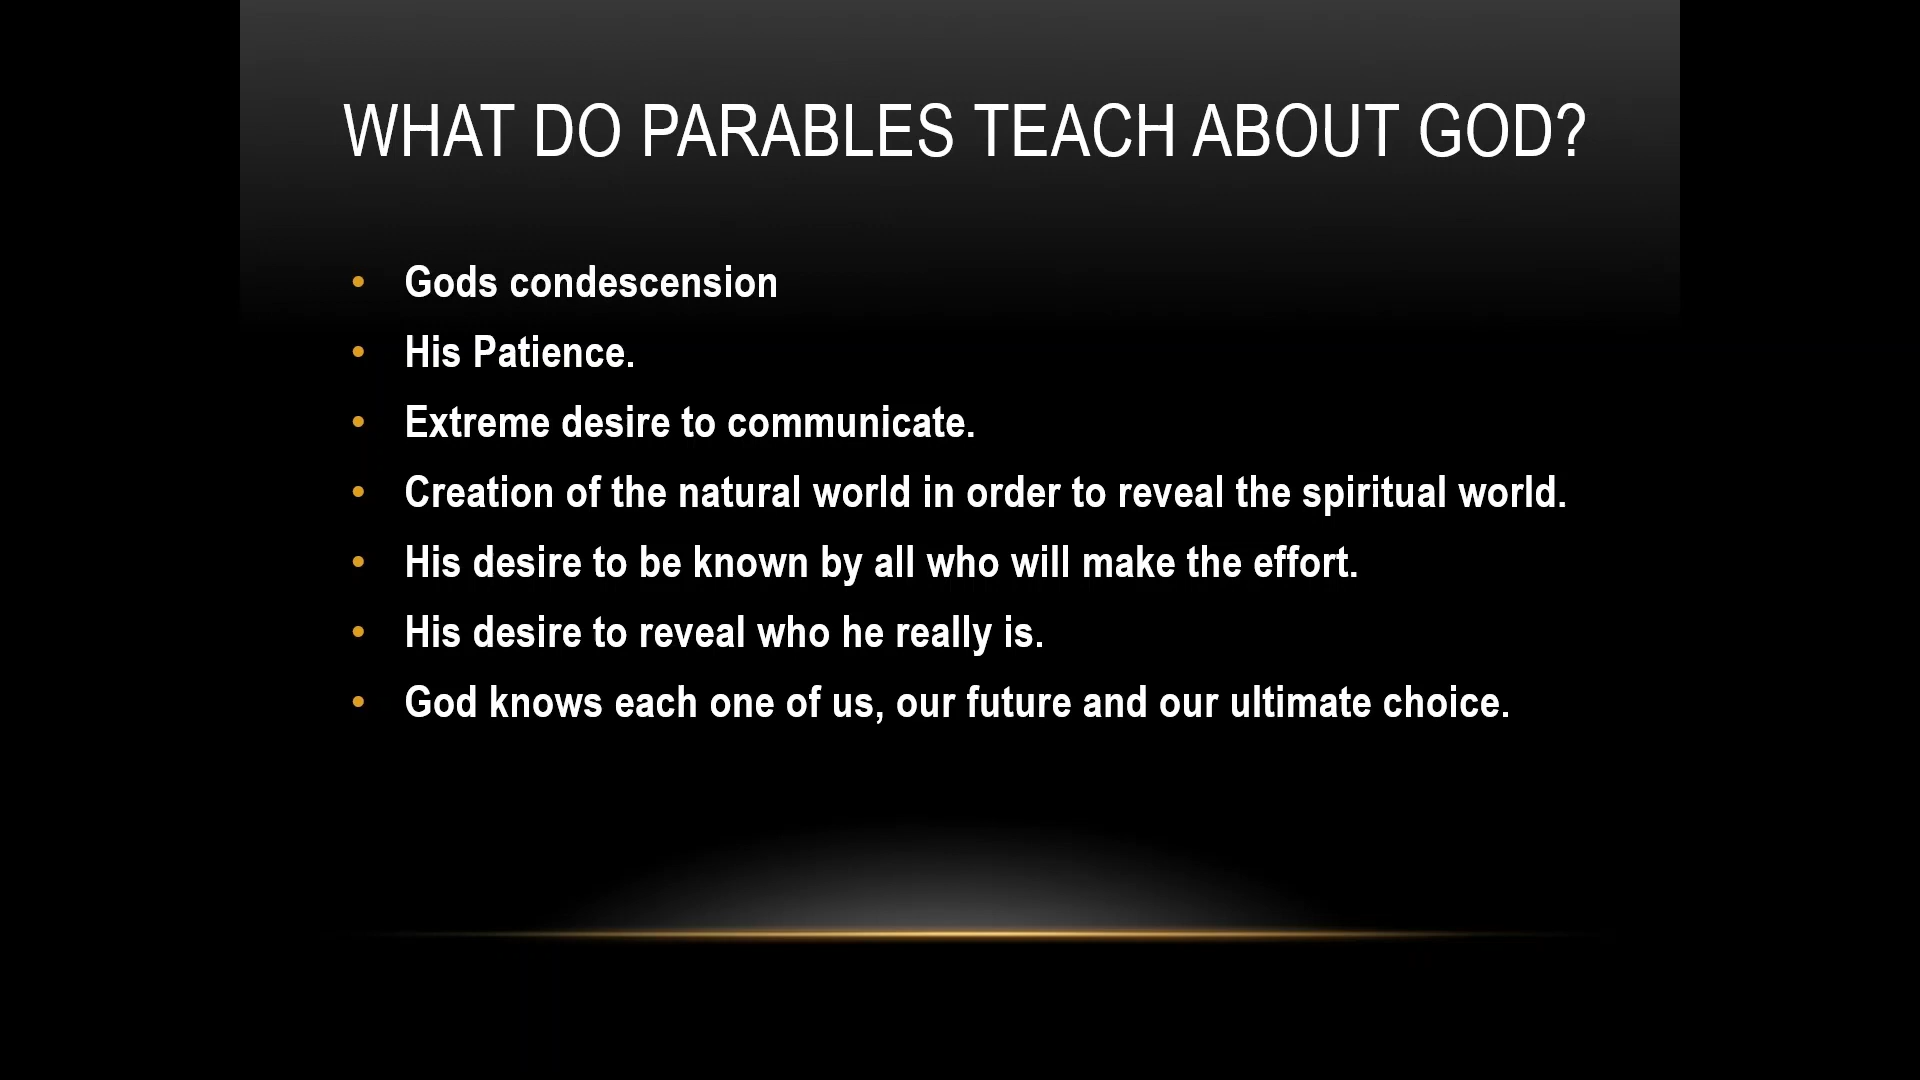 WHAT DO PARABLES TEACH ABOUT GOD?
• Gods condescension
• His Patience.
• Extreme desire to communicate.
• Creation of the natural world in order to reveal the spiritual world.
• His desire to be known by all who will make the effort.
• His desire to reveal who he really is.
• God knows each one of us, our future and our ultimate choice.